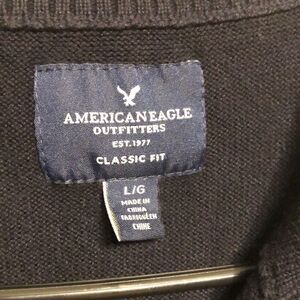 AMERICAN EAGLE
OUTFITTERS
EST. 1977
CLASSIC FIT
L/G
MADE IN
CHINA
FABRIQUÉ EN
CHINE